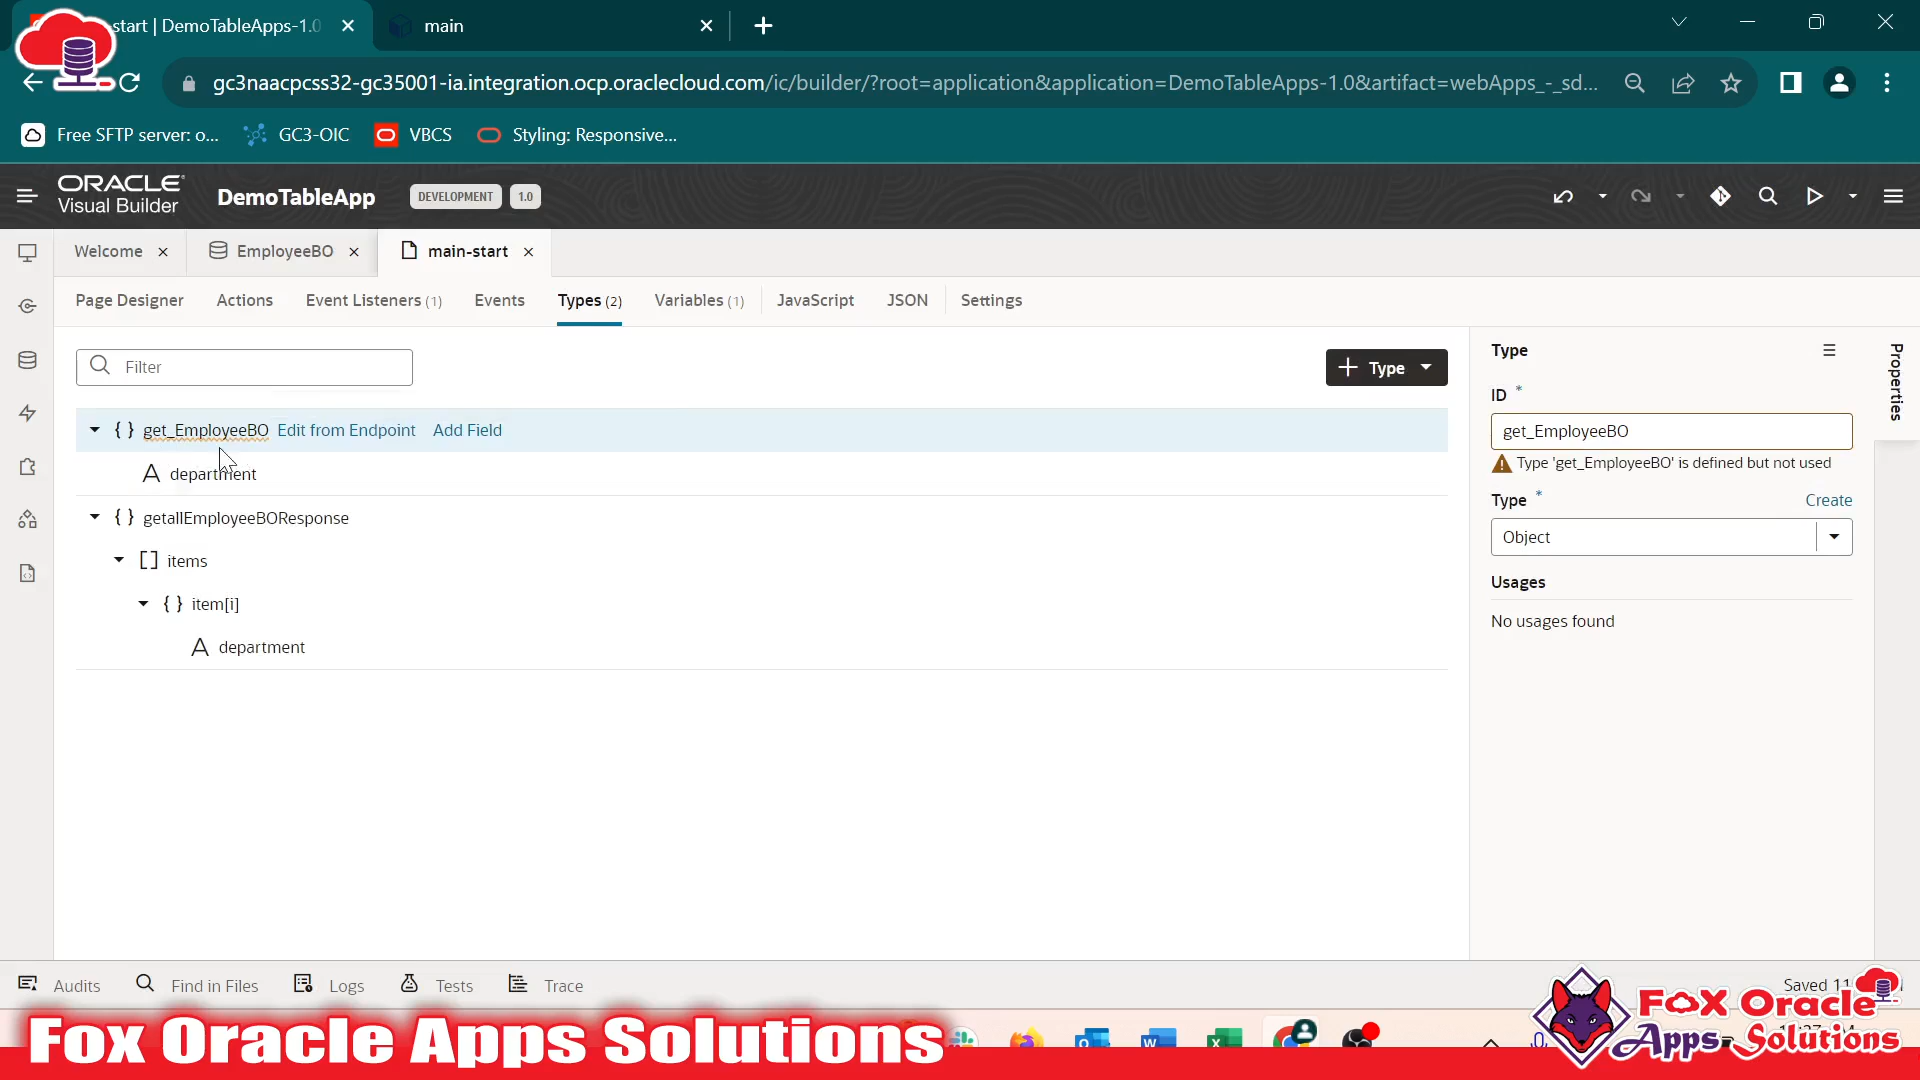 -start | DemoTableApps-1.0
main
gc3naacpcss32-gc35001-ia.integration.ocp.oraclecloud.com/ic/builder/?root=application&application=DemoTableApps-1.0&artifact=webApps_-_sd...
Free SFTP server: o...
GC3-OIC
VBCS
Styling: Responsive...
ORACLE
Visual Builder
DemoTableApp
DEVELOPMENT
1.0
Welcome
EmployeeBO
main-start
Page Designer
Actions
Event Listeners (1)
Events
Types (2)
Variables (1)
JavaScript
JSON
Settings
Filter
+ Type
{ } get_EmployeeBO Edit from Endpoint Add Field
A department
{ } getallEmployeeBOResponse
[ ] items
{ } item[i]
A department
Type
ID *
get_EmployeeBO
Type 'get_EmployeeBO' is defined but not used
Type *
Create
Object
Usages
No usages found
Properties
Audits
Find in Files
Logs
Tests
Trace
Saved 11
Fox Oracle Apps Solutions
FOX Oracle
Apps Solutions